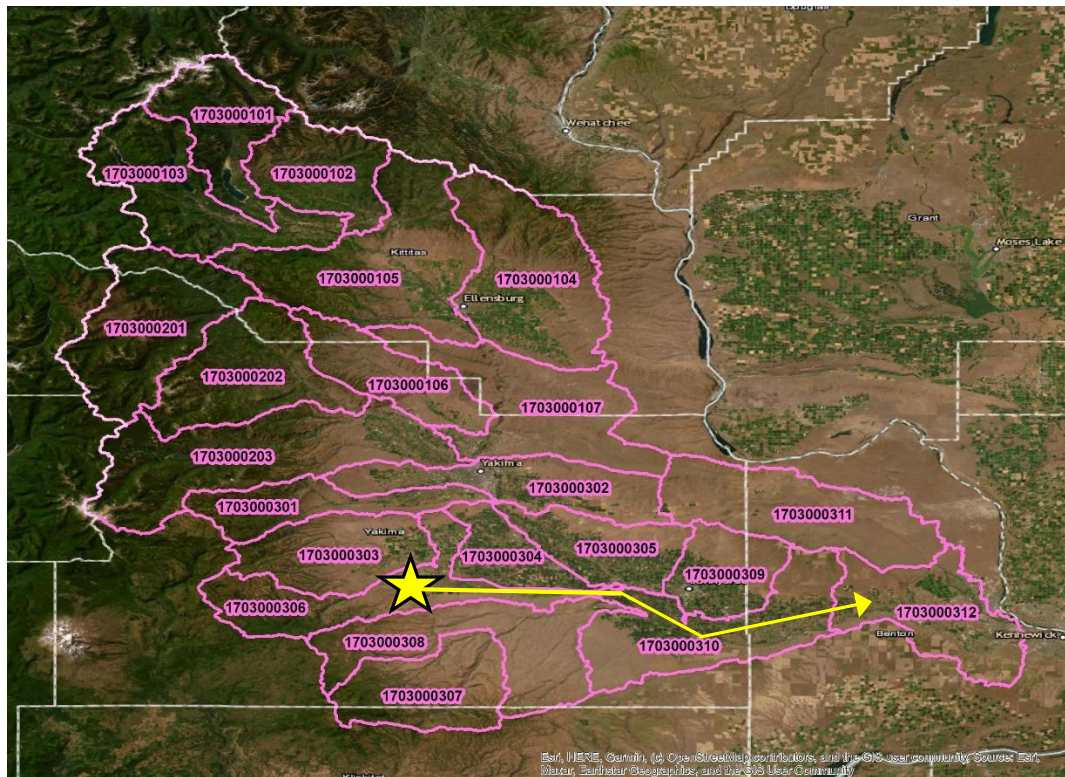 Douglas
1703000101
Wenatchee
1703000103
1703000102
Grant
Moses Lake
Kittitas
1703000105
1703000104
Ellensburg
1703000201
1703000202
1703000106
1703000107
1703000203
Yakima
1703000302
1703000301
1703000311
Yakima
1703000303
1703000304
1703000305
1703000309
1703000306
1703000312
Benton
Kennewick
1703000308
1703000310
1703000307
Esri, HERE, Garmin, (c) OpenStreetMap contributors, and the GIS user community, Source: Esri,
Maxar, Earthstar Geographics, and the GIS User Community